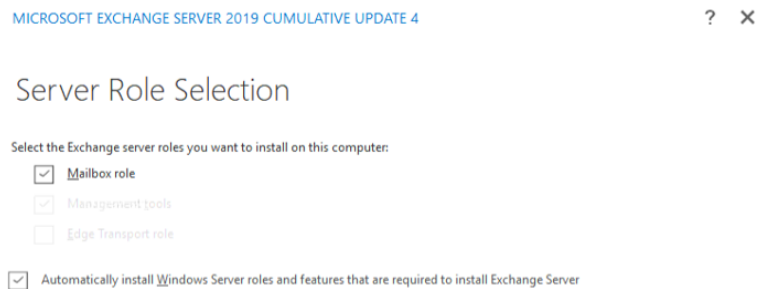 MICROSOFT EXCHANGE SERVER 2019 CUMULATIVE UPDATE 4 ?
Server Role Selection
Select the Exchange server roles you want to install on this computer:
Mailbox role
Management tools
Edge Transport role
Automatically install Windows Server roles and features that are required to install Exchange Server